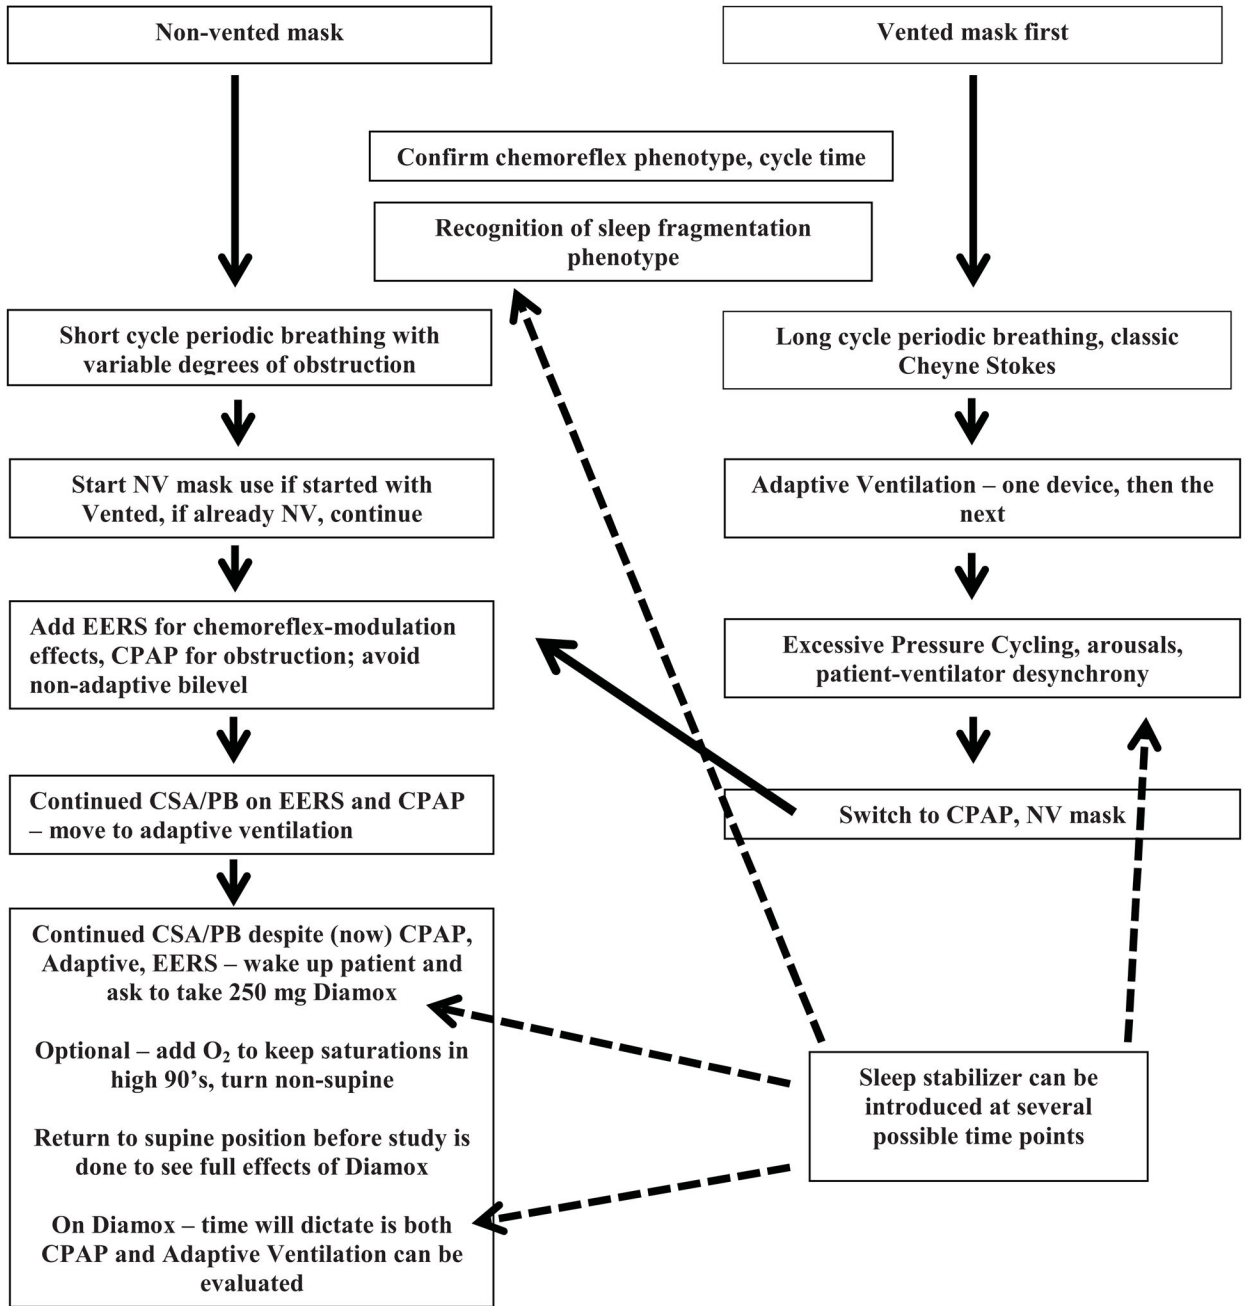 Non-vented mask
Vented mask first
Confirm chemoreflex phenotype, cycle time
Recognition of sleep fragmentation
phenotype
Short cycle periodic breathing with
variable degrees of obstruction
Long cycle periodic breathing, classic
Cheyne Stokes
Start NV mask use if started with
Vented, if already NV, continue
Adaptive Ventilation – one device, then the
next
Add EERS for chemoreflex-modulation
effects, CPAP for obstruction; avoid
non-adaptive bilevel
Excessive Pressure Cycling, arousals,
patient-ventilator desynchrony
Continued CSA/PB on EERS and CPAP
– move to adaptive ventilation
Switch to CPAP, NV mask
Continued CSA/PB despite (now) CPAP,
Adaptive, EERS – wake up patient and
ask to take 250 mg Diamox
Optional – add O₂ to keep saturations in
high 90's, turn non-supine
Return to supine position before study is
done to see full effects of Diamox
On Diamox – time will dictate is both
CPAP and Adaptive Ventilation can be
evaluated
Sleep stabilizer can be
introduced at several
possible time points